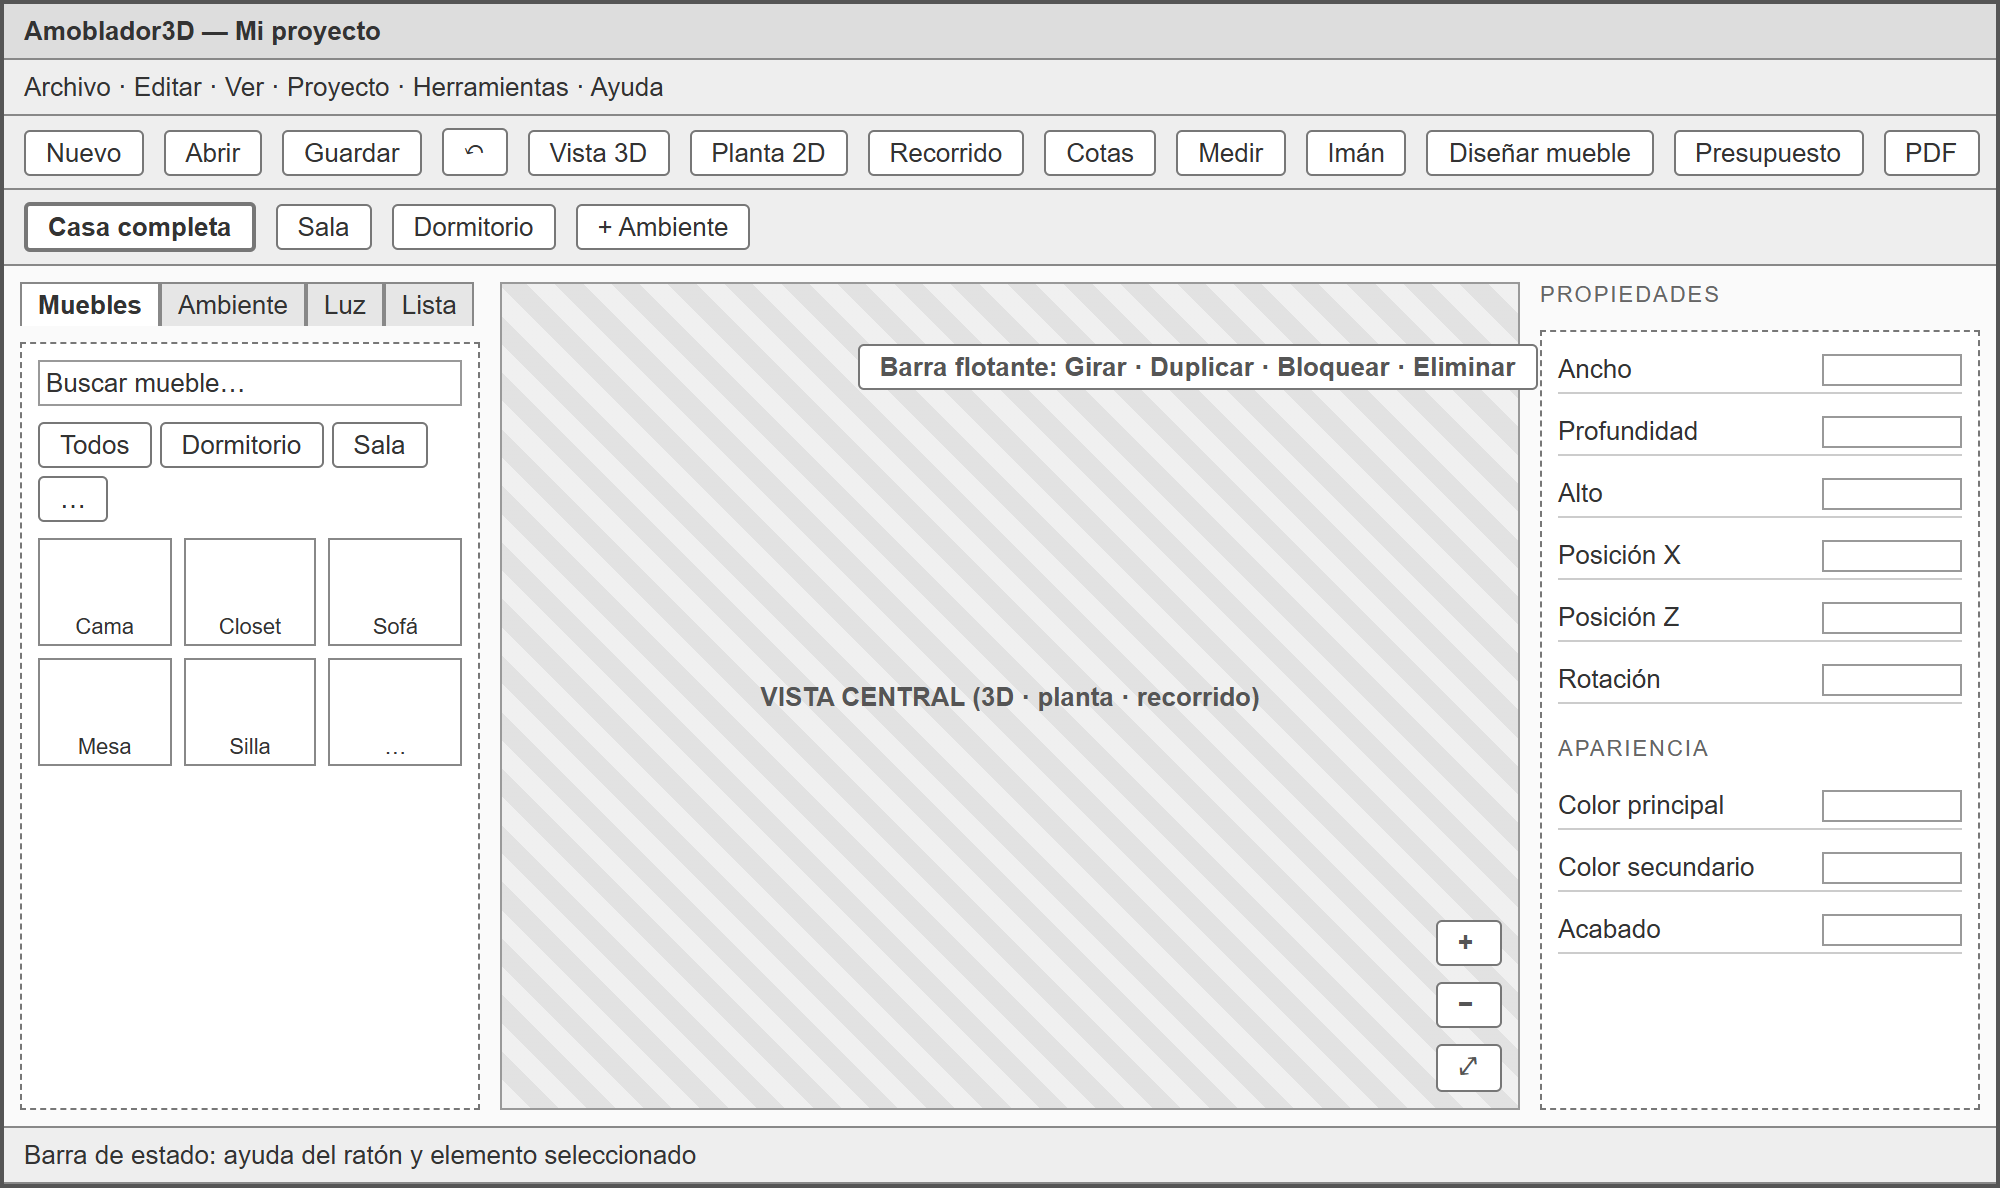 Amoblador3D — Mi proyecto
Archivo · Editar · Ver · Proyecto · Herramientas · Ayuda
Nuevo Abrir Guardar ↶ Vista 3D Planta 2D Recorrido Cotas Medir Imán Diseñar mueble Presupuesto PDF
Casa completa Sala Dormitorio + Ambiente
Muebles Ambiente Luz Lista
Buscar mueble…
Todos Dormitorio Sala
…
Cama Closet Sofá
Mesa Silla …
Barra flotante: Girar · Duplicar · Bloquear · Eliminar
VISTA CENTRAL (3D · planta · recorrido)
+
−
⤢
PROPIEDADES
Ancho
Profundidad
Alto
Posición X
Posición Z
Rotación
APARIENCIA
Color principal
Color secundario
Acabado
Barra de estado: ayuda del ratón y elemento seleccionado